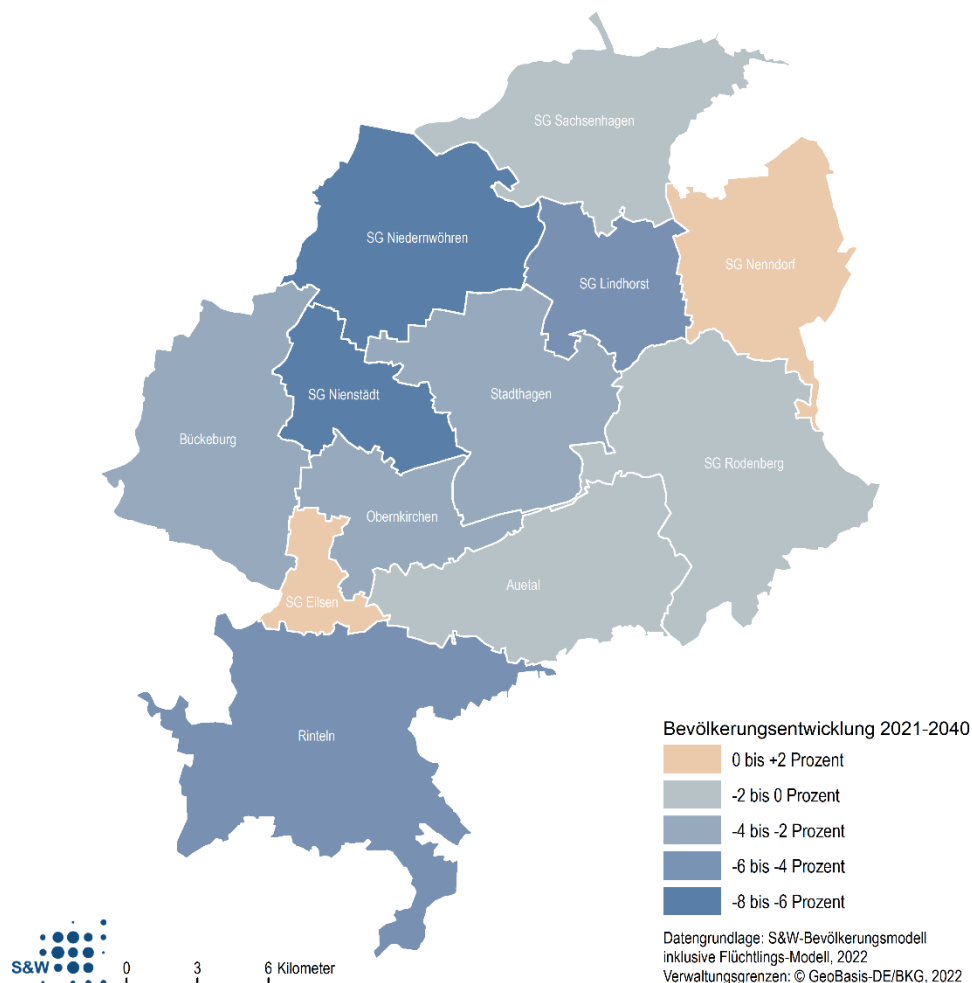 SG Sachsenhagen
SG Niedernwöhren
SG Nenndorf
SG Lindhorst
SG Nienstädt
Stadthagen
Bückeburg
SG Rodenberg
Obernkirchen
Auetal
SG Eilsen
Rinteln
Bevölkerungsentwicklung 2021-2040
0 bis +2 Prozent
-2 bis 0 Prozent
-4 bis -2 Prozent
-6 bis -4 Prozent
-8 bis -6 Prozent
Datengrundlage: S&W-Bevölkerungsmodell
inklusive Flüchtlings-Modell, 2022
Verwaltungsgrenzen: © GeoBasis-DE/BKG, 2022
S&W
0 3 6 Kilometer